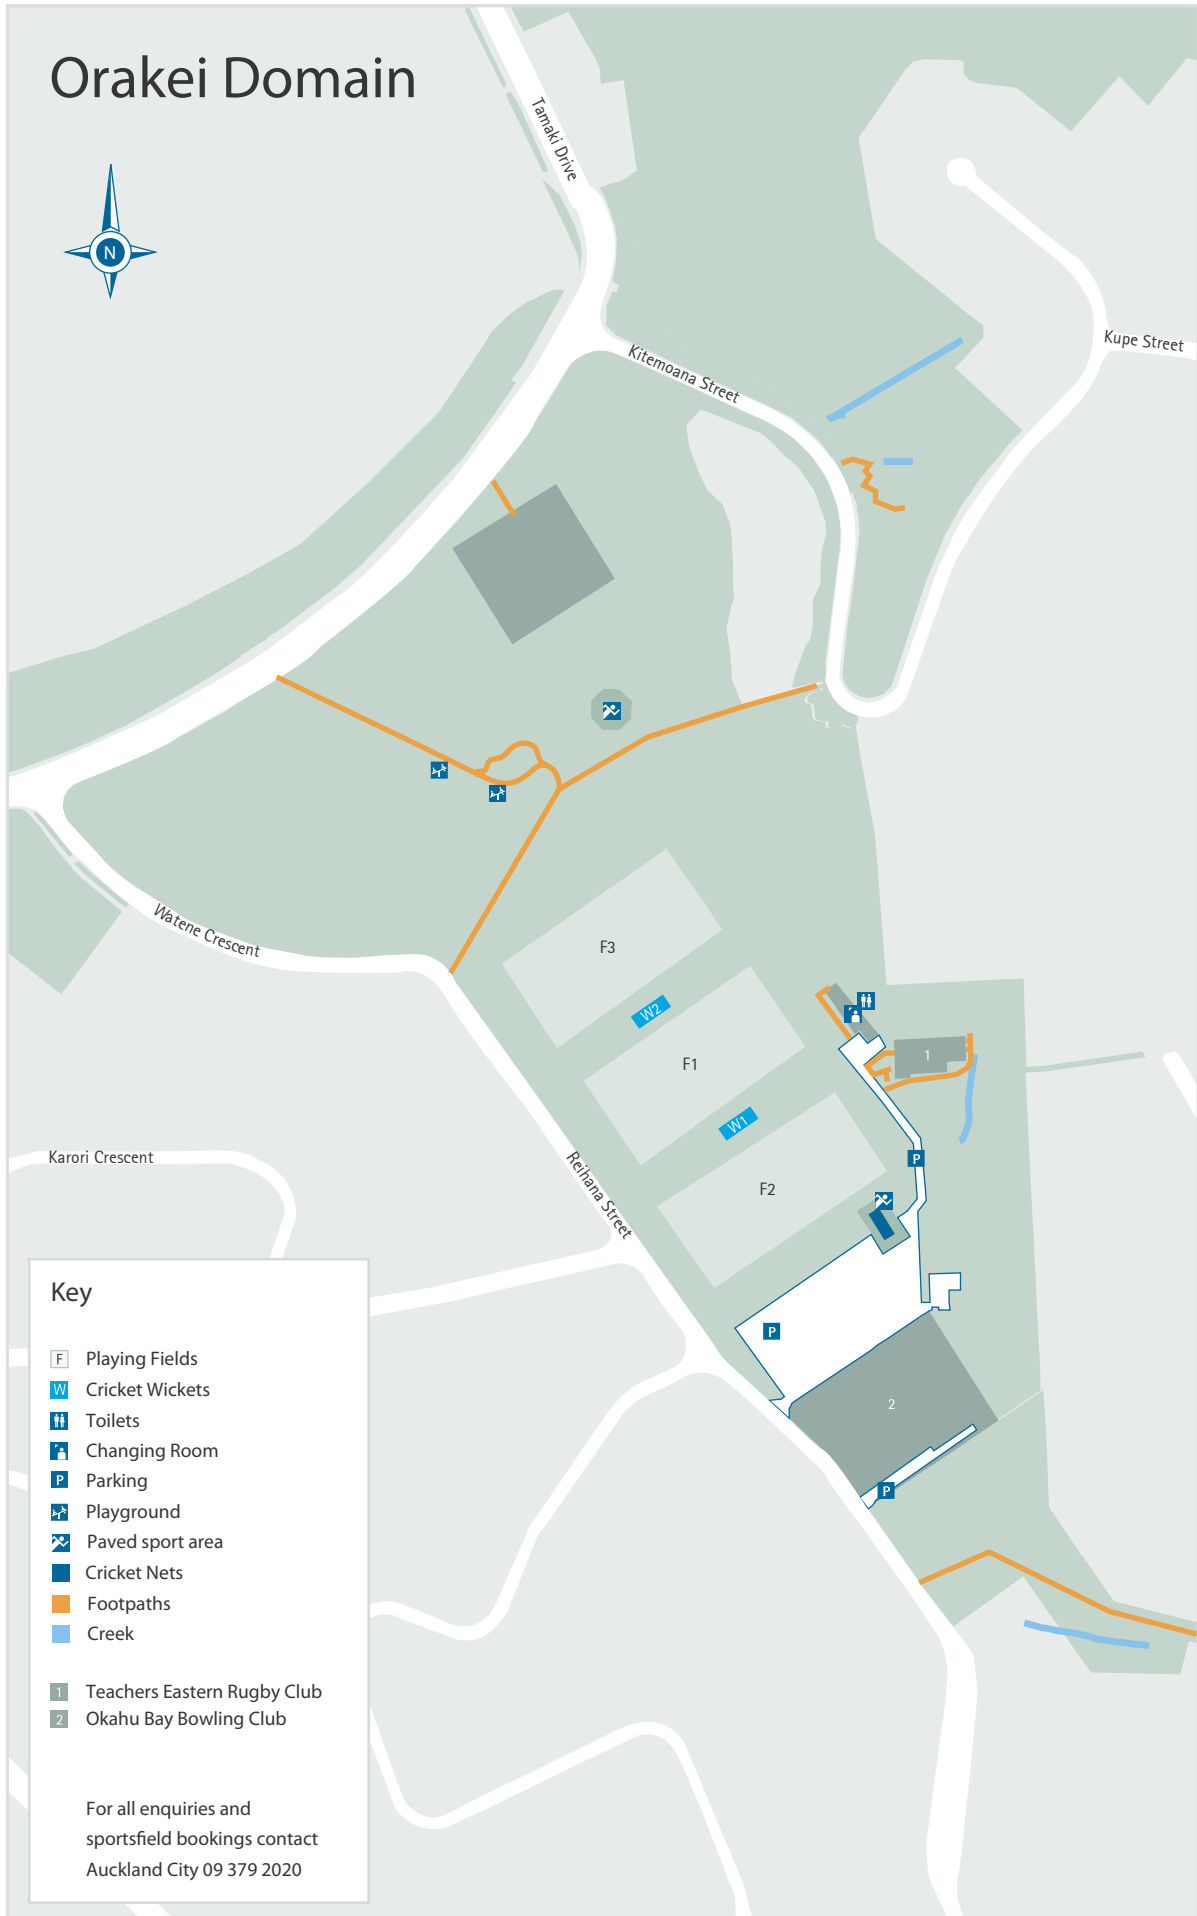 Orakei Domain
N
Tamaki Drive
Kitemoana Street
Kupe Street
Watene Crescent
F3
W2
F1
1
W1
P
F2
Karori Crescent
Reihana Street
P
2
P
Key
F Playing Fields
W Cricket Wickets
Toilets
Changing Room
P Parking
Playground
Paved sport area
Cricket Nets
Footpaths
Creek
1 Teachers Eastern Rugby Club
2 Okahu Bay Bowling Club
For all enquiries and
sportsfield bookings contact
Auckland City 09 379 2020